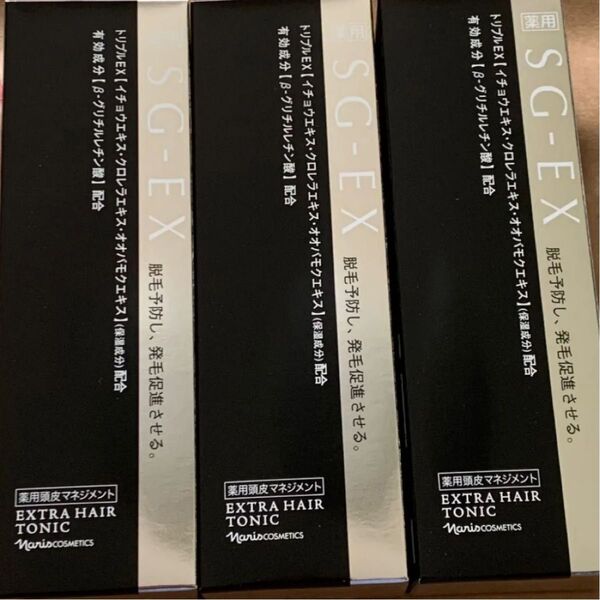 薬用
SG-EX
脱毛予防し、発毛促進させる。
トリプルEX【イチョウエキス・クロレラエキス・オオバモクエキス】(保湿成分)配合
有効成分【β-グリチルレチン酸】配合
薬用頭皮マネジメント
EXTRA HAIR
TONIC
NarisCOSMETICS
薬用
SG-EX
脱毛予防し、発毛促進させる。
トリプルEX【イチョウエキス・クロレラエキス・オオバモクエキス】(保湿成分)配合
有効成分【β-グリチルレチン酸】配合
薬用頭皮マネジメント
EXTRA HAIR
TONIC
NarisCOSMETICS
薬用
SG-EX
脱毛予防し、発毛促進させる。
トリプルEX【イチョウエキス・クロレラエキス・オオバモクエキス】(保湿成分)配合
有効成分【β-グリチルレチン酸】配合
薬用頭皮マネジメント
EXTRA HAIR
TONIC
NarisCOSMETICS